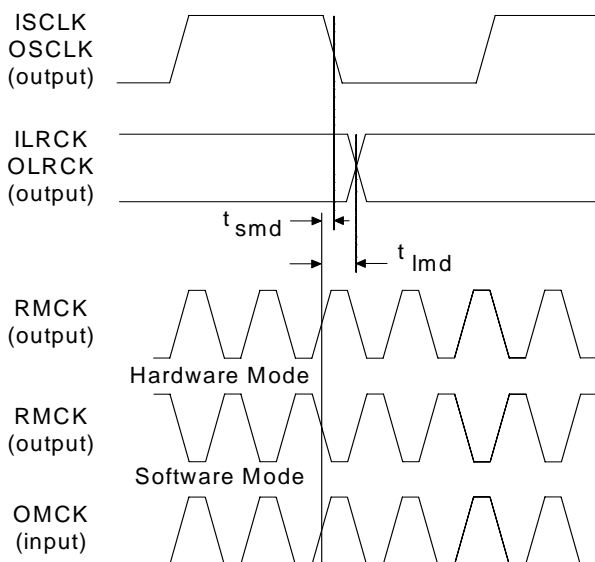 ISCLK
OSCLK
(output)
ILRCK
OLRCK
(output)
t smd
t lmd
RMCK
(output)
Hardware Mode
RMCK
(output)
Software Mode
OMCK
(input)